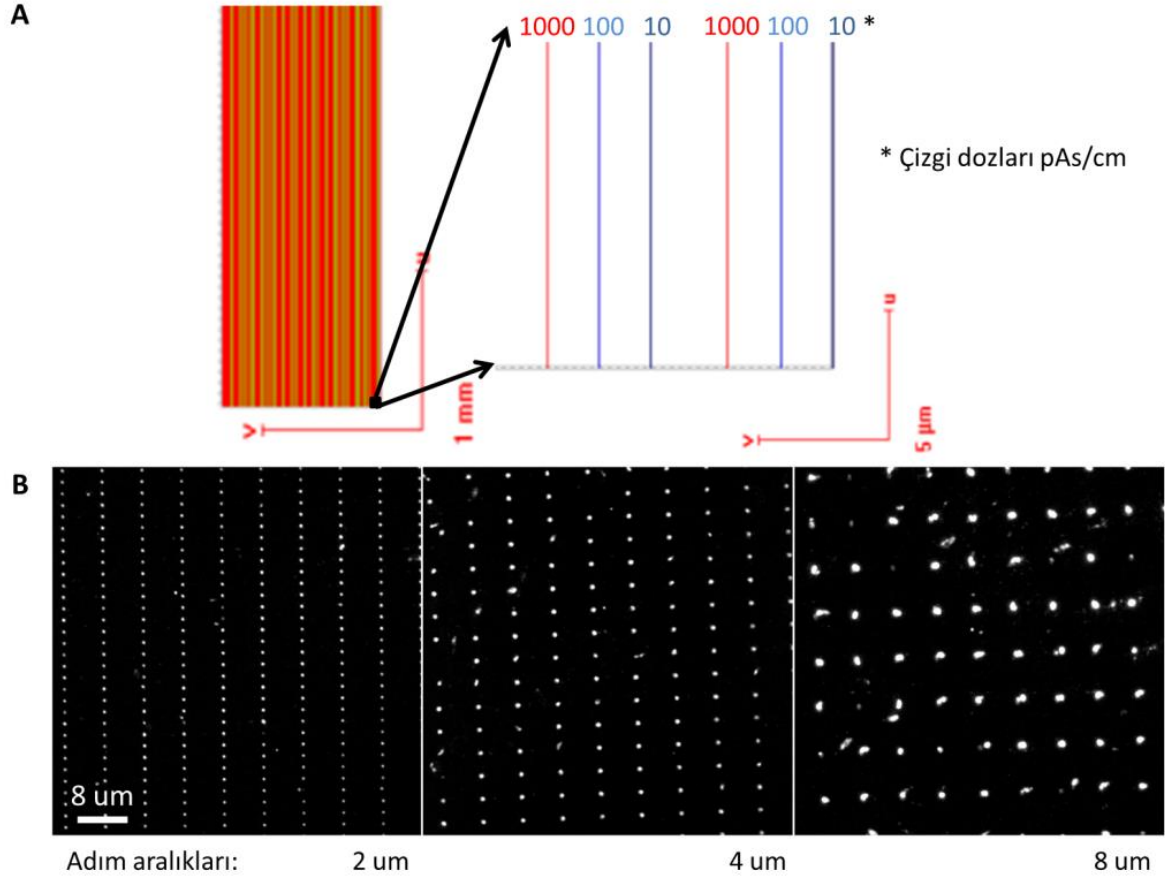 A
1000 100 10 1000 100 10 *
* Çizgi dozları pAs/cm
u
v
1 mm
u
v
5 µm
B
8 um
Adım aralıkları: 2 um 4 um 8 um